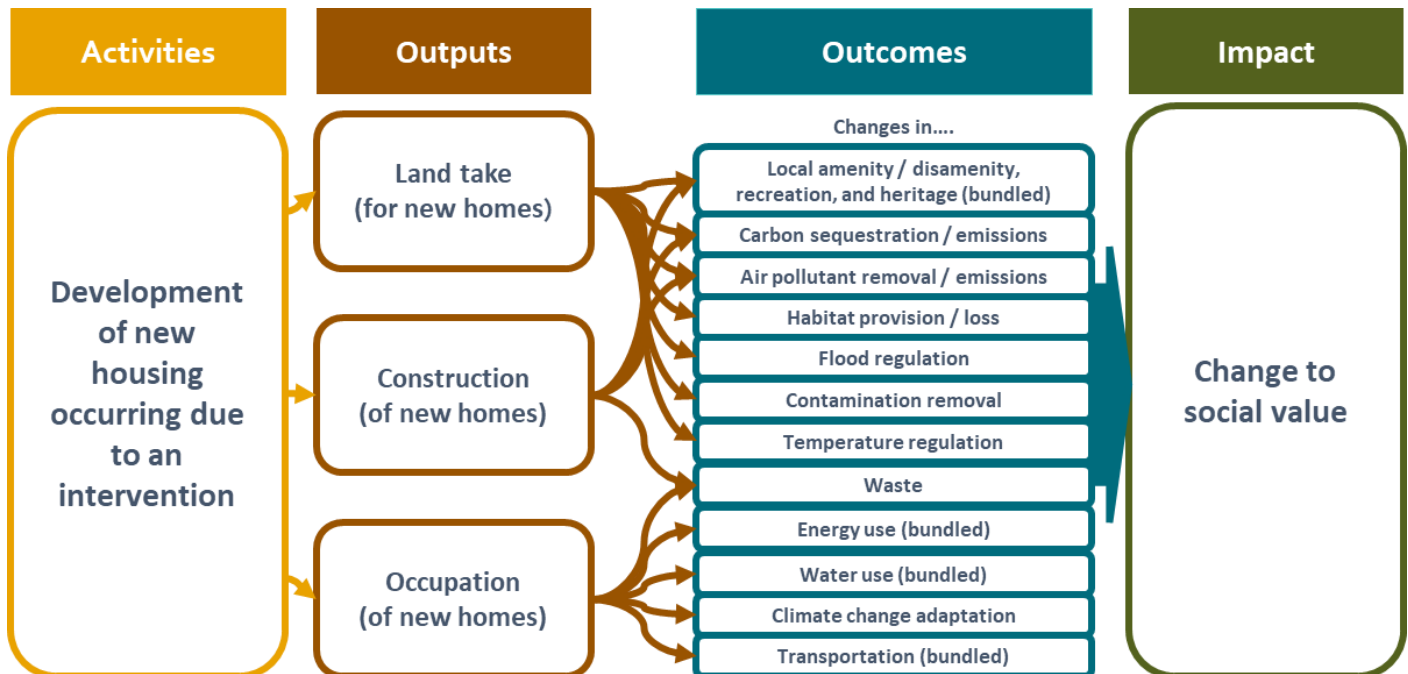 Activities
Outputs
Outcomes
Impact
Development
of new
housing
occurring due
to an
intervention
Land take
(for new homes)
Construction
(of new homes)
Occupation
(of new homes)
Changes in....
Local amenity / disamenity,
recreation, and heritage (bundled)
Carbon sequestration / emissions
Air pollutant removal / emissions
Habitat provision / loss
Flood regulation
Contamination removal
Temperature regulation
Waste
Energy use (bundled)
Water use (bundled)
Climate change adaptation
Transportation (bundled)
Change to
social value